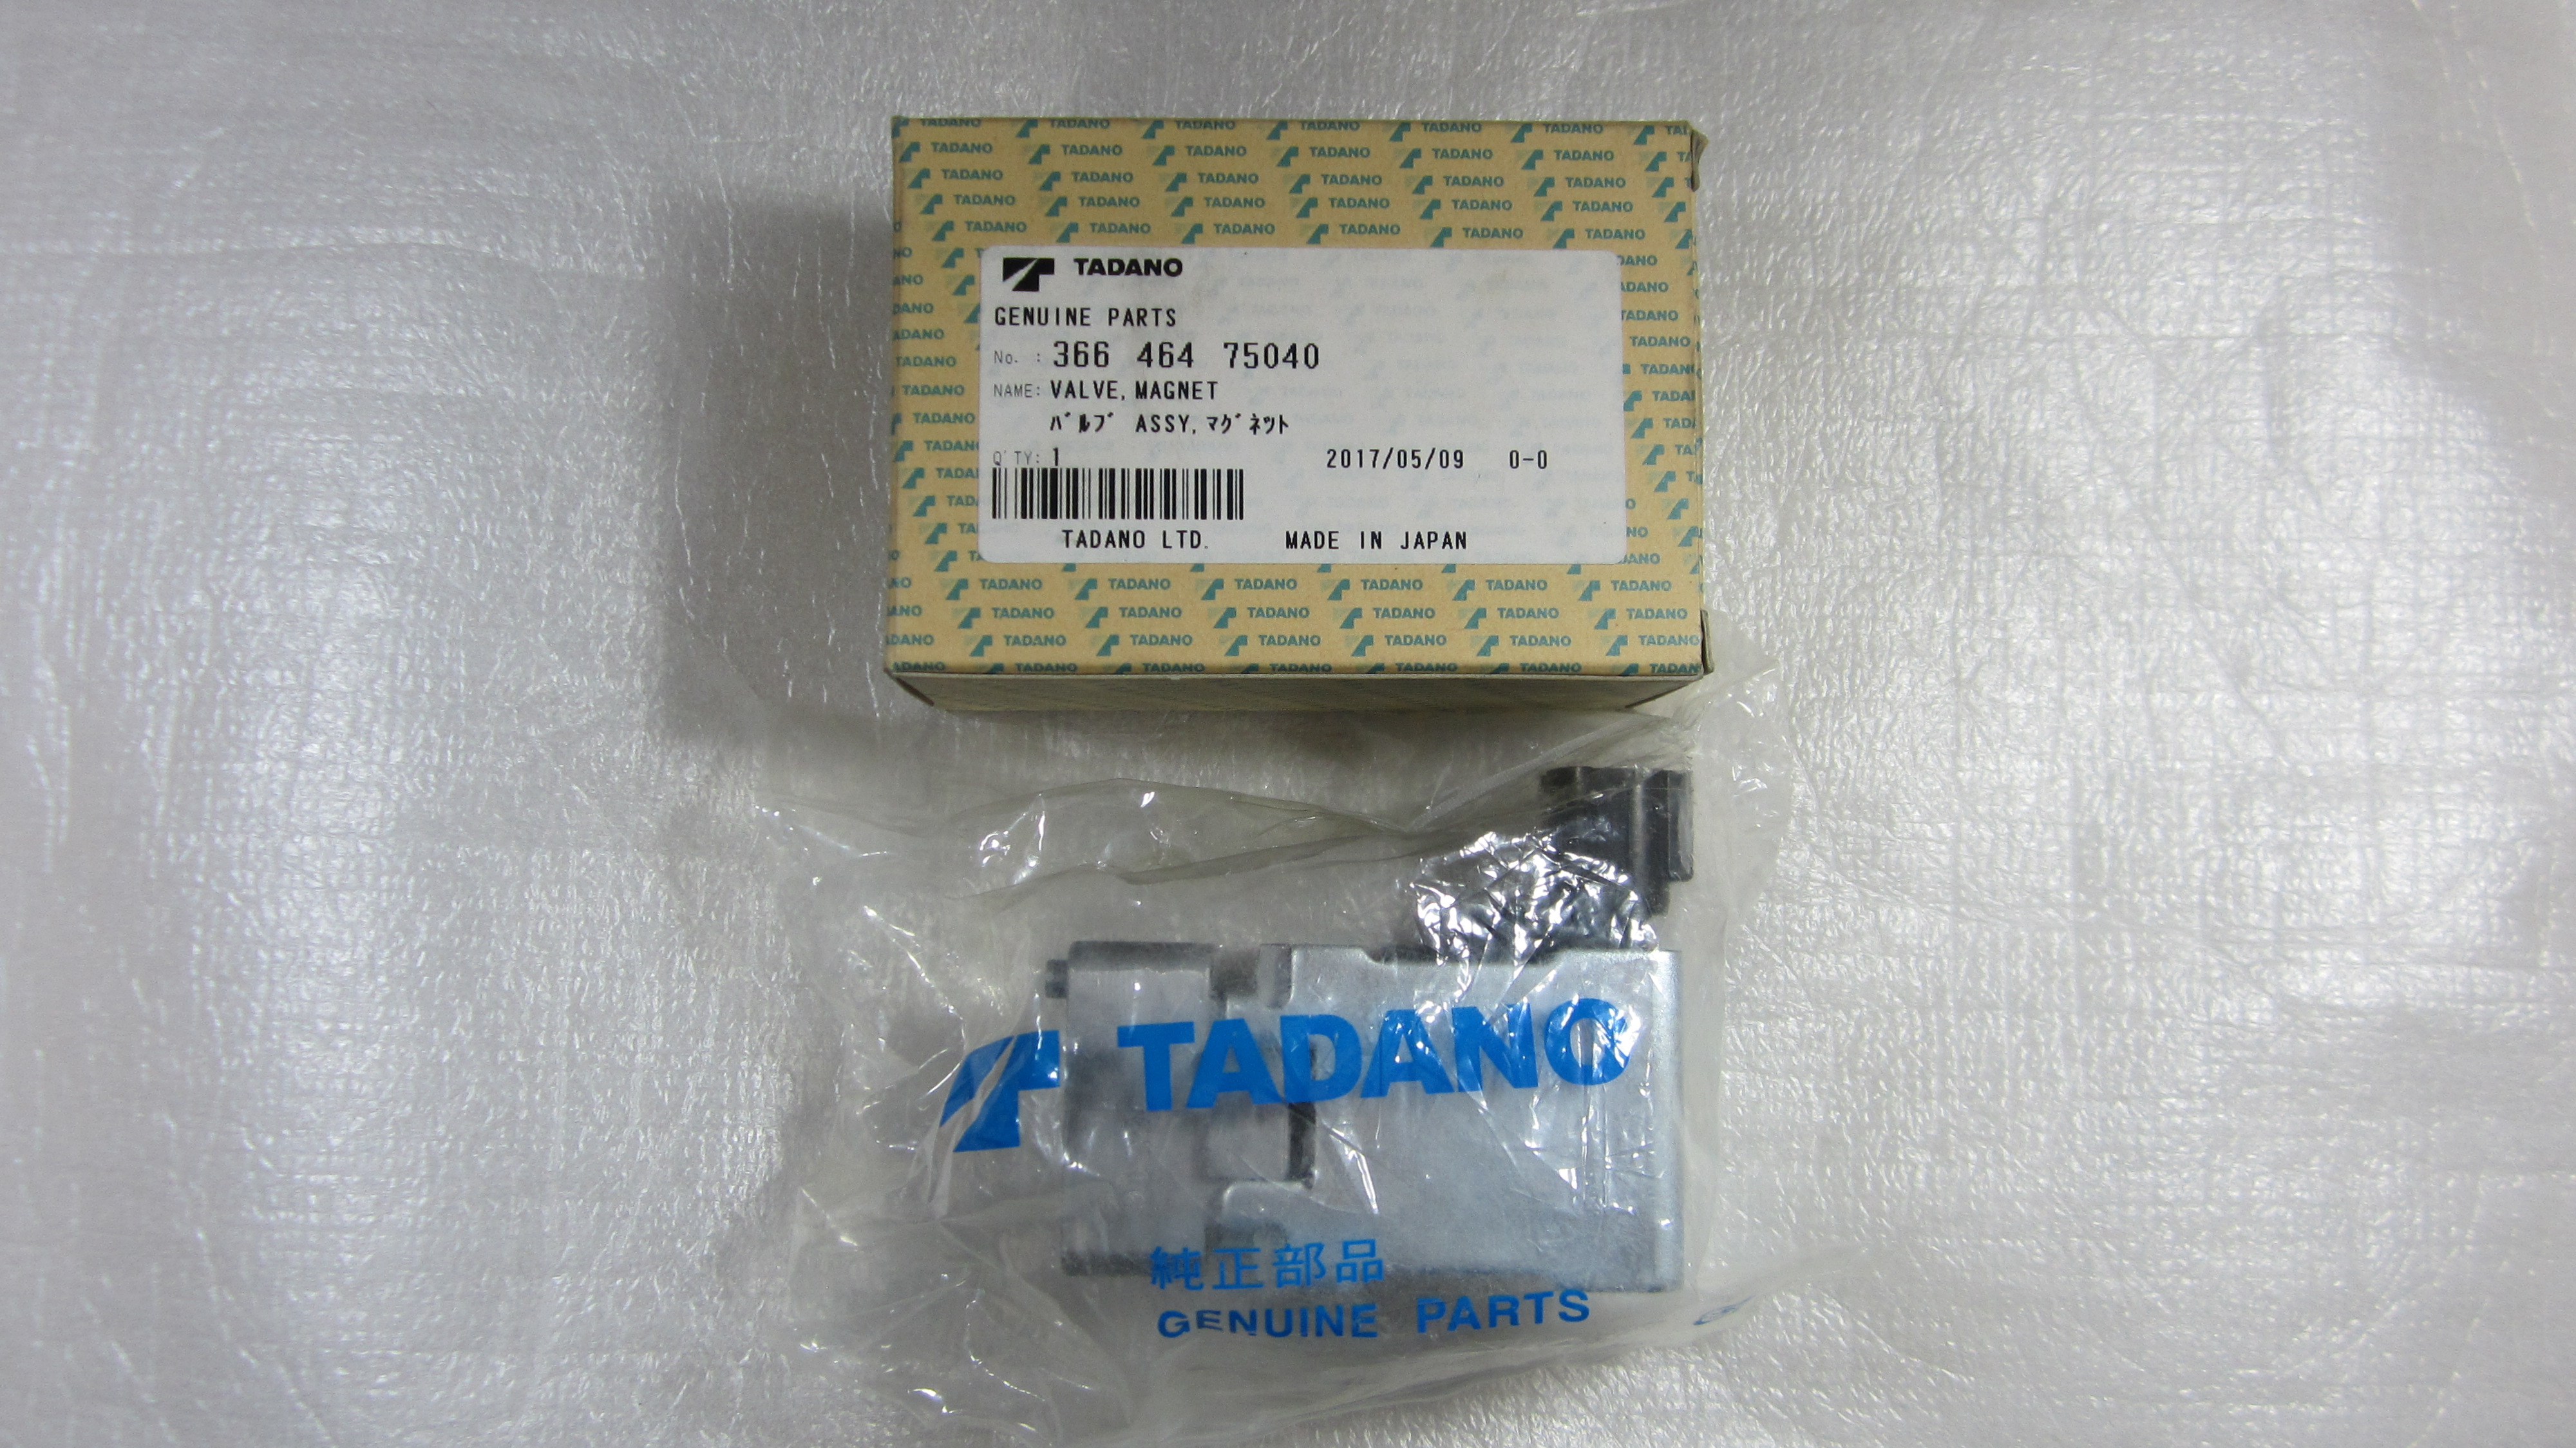 TADANO
GENUINE PARTS
No. : 366 464 75040
NAME: VALVE, MAGNET
ﾊﾞﾙﾌﾞ ASSY, ﾏｸﾞﾈｯﾄ
Q'TY: 1 2017/05/09 0-0
TADANO LTD. MADE IN JAPAN
TADANO
純正部品
GENUINE PARTS